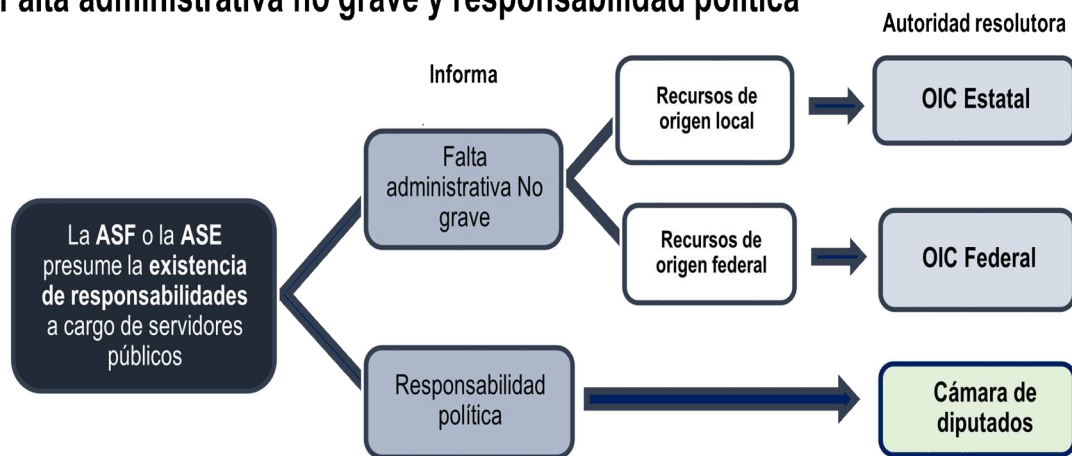 Falta administrativa no grave y responsabilidad política
Autoridad resolutora
Informa
Recursos de
origen local
OIC Estatal
Falta
administrativa No
grave
La ASF o la ASE
presume la existencia
de responsabilidades
a cargo de servidores
públicos
Recursos de
origen federal
OIC Federal
Responsabilidad
política
Cámara de
diputados